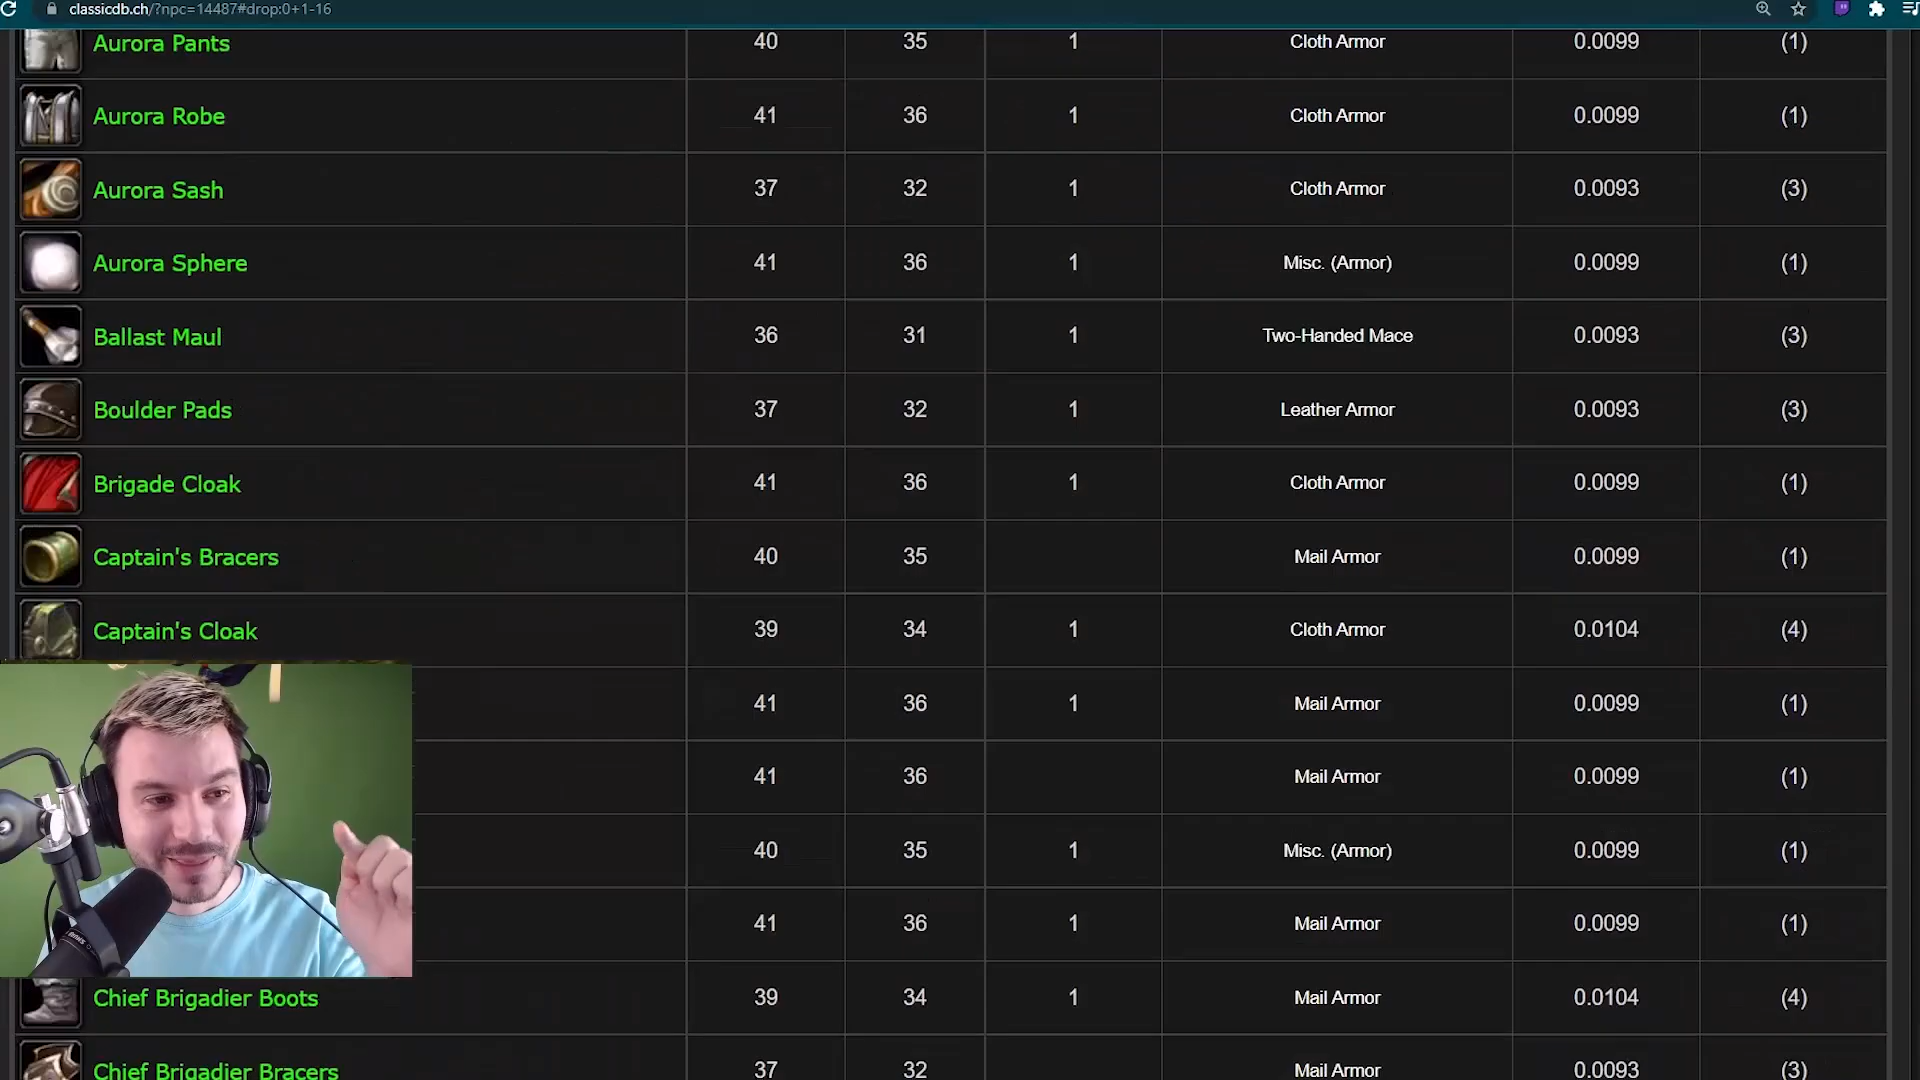 classicdb.ch/?npc=14487#drop:0+1-16
Aurora Pants 40 35 1 Cloth Armor 0.0099 (1)
Aurora Robe 41 36 1 Cloth Armor 0.0099 (1)
Aurora Sash 37 32 1 Cloth Armor 0.0093 (3)
Aurora Sphere 41 36 1 Misc. (Armor) 0.0099 (1)
Ballast Maul 36 31 1 Two-Handed Mace 0.0093 (3)
Boulder Pads 37 32 1 Leather Armor 0.0093 (3)
Brigade Cloak 41 36 1 Cloth Armor 0.0099 (1)
Captain's Bracers 40 35 Mail Armor 0.0099 (1)
Captain's Cloak 39 34 1 Cloth Armor 0.0104 (4)
41 36 1 Mail Armor 0.0099 (1)
41 36 Mail Armor 0.0099 (1)
40 35 1 Misc. (Armor) 0.0099 (1)
41 36 1 Mail Armor 0.0099 (1)
Chief Brigadier Boots 39 34 1 Mail Armor 0.0104 (4)
Chief Brigadier Bracers 37 32 Mail Armor 0.0093 (3)